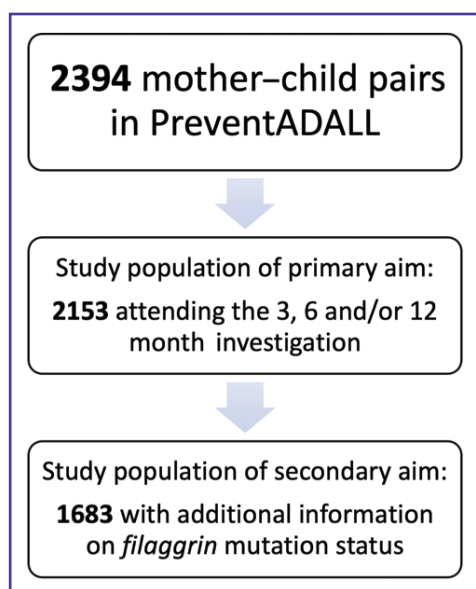 2394 mother–child pairs
in PreventADALL
Study population of primary aim:
2153 attending the 3, 6 and/or 12
month investigation
Study population of secondary aim:
1683 with additional information
on filaggrin mutation status